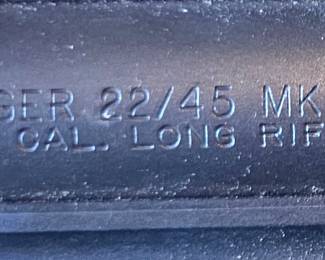 GER 22/45 MK
CAL. LONG RIF